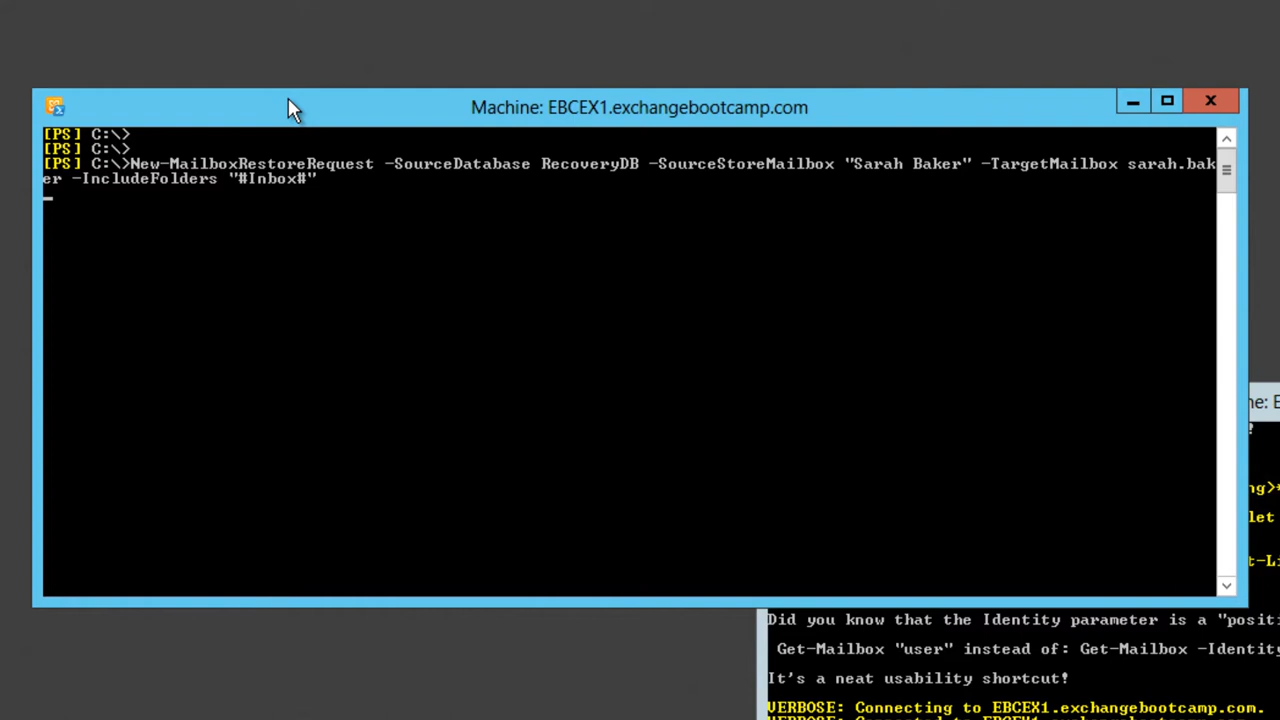 Machine: EBCEX1.exchangebootcamp.com
[PS] C:\>
[PS] C:\>
[PS] C:\>New-MailboxRestoreRequest -SourceDatabase RecoveryDB -SourceStoreMailbox "Sarah Baker" -TargetMailbox sarah.bak
er -IncludeFolders "#Inbox#"
ne: E
?
ng>*
let
t-Li
Did you know that the Identity parameter is a "positi
Get-Mailbox "user" instead of: Get-Mailbox -Identity
It's a neat usability shortcut!
VERBOSE: Connecting to EBCEX1.exchangebootcamp.com.